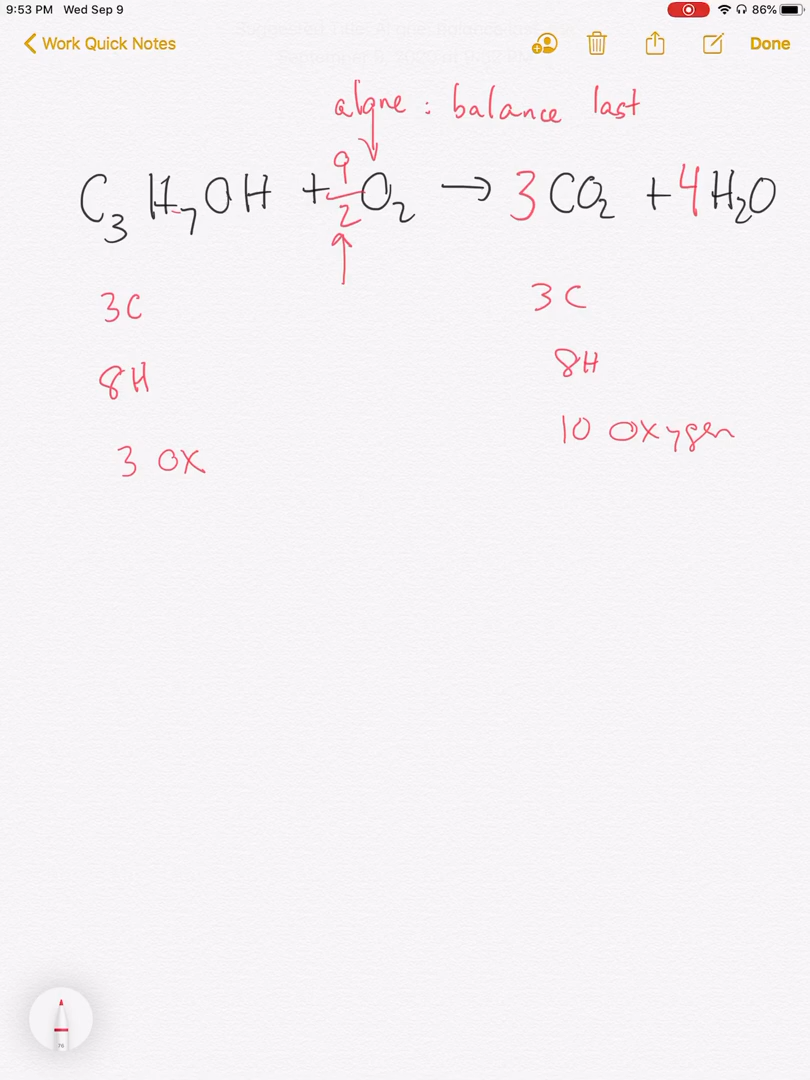 9:53 PM Wed Sep 9 86%
Work Quick Notes Done
algne : balance last
C₃H₇OH + 9/2 O₂ → 3CO₂ + 4H₂O
3C 3C
8H 8H
3 OX 10 Oxygen